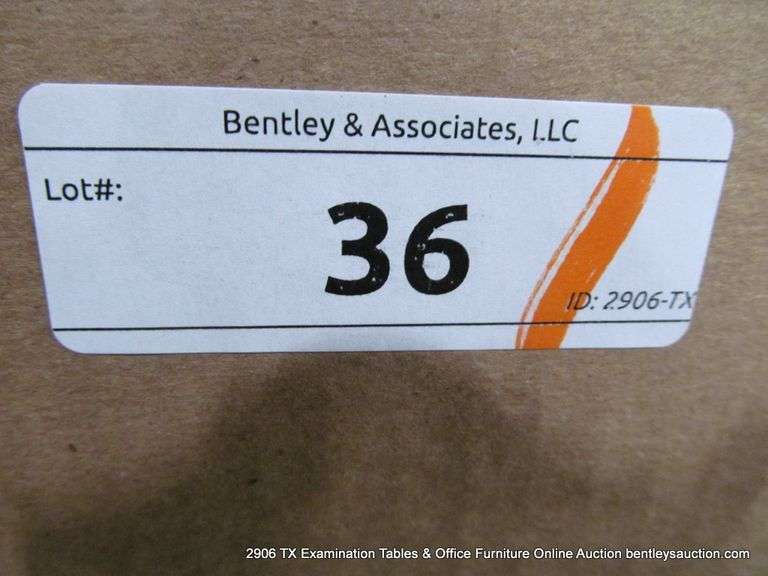 Bentley & Associates, LLC
Lot#:
36
ID: 2906-TX
2906 TX Examination Tables & Office Furniture Online Auction bentleysauction.com